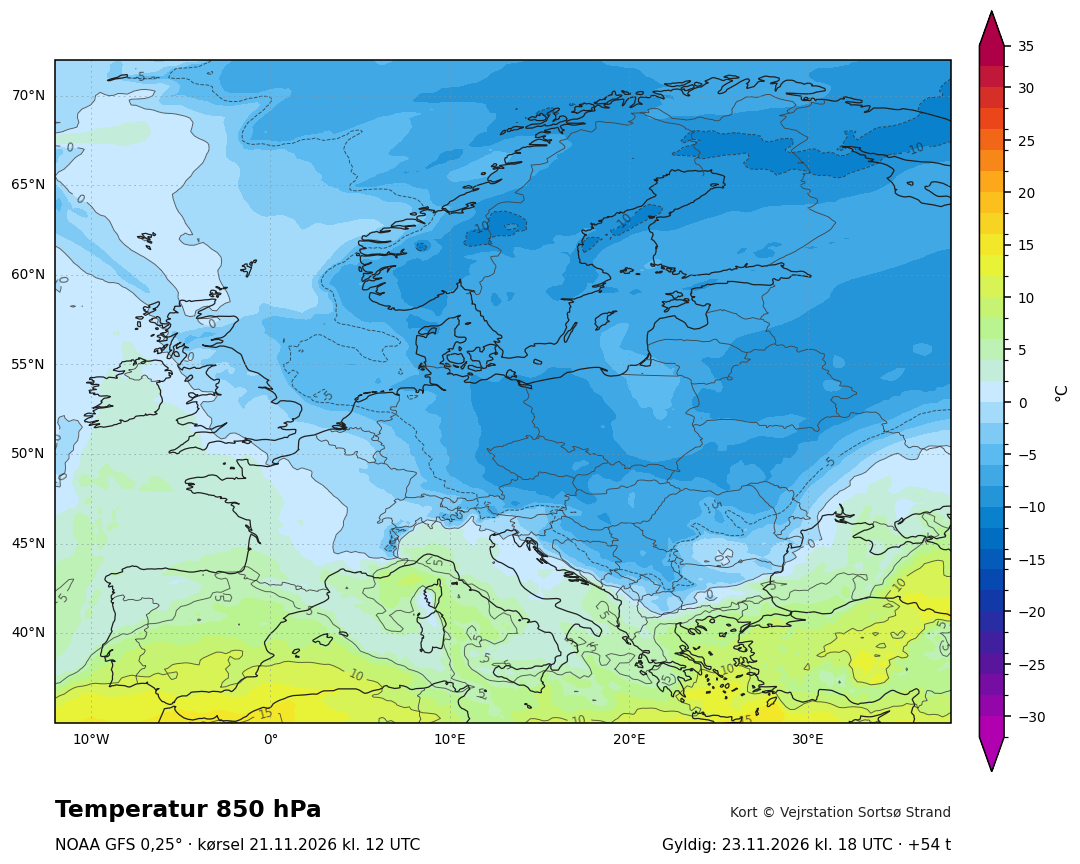 70°N
65°N
60°N
55°N
50°N
45°N
40°N
10°W
0°
10°E
20°E
30°E
35
30
25
20
15
10
5
0
−5
−10
−15
−20
−25
−30
°C
Temperatur 850 hPa
Kort © Vejrstation Sortsø Strand
NOAA GFS 0,25° · kørsel 21.11.2026 kl. 12 UTC
Gyldig: 23.11.2026 kl. 18 UTC · +54 t